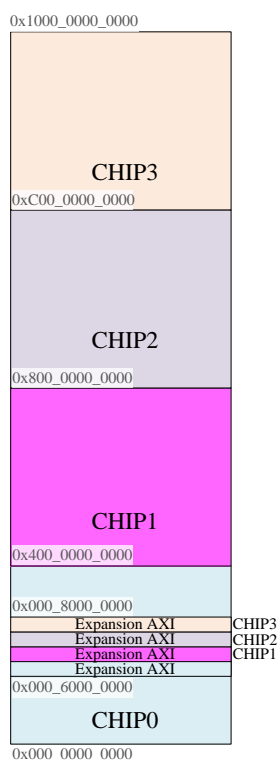 0x1000_0000_0000
CHIP3
0xC00_0000_0000
CHIP2
0x800_0000_0000
CHIP1
0x400_0000_0000
0x000_8000_0000
Expansion AXI CHIP3
Expansion AXI CHIP2
Expansion AXI CHIP1
Expansion AXI
0x000_6000_0000
CHIP0
0x000_0000_0000